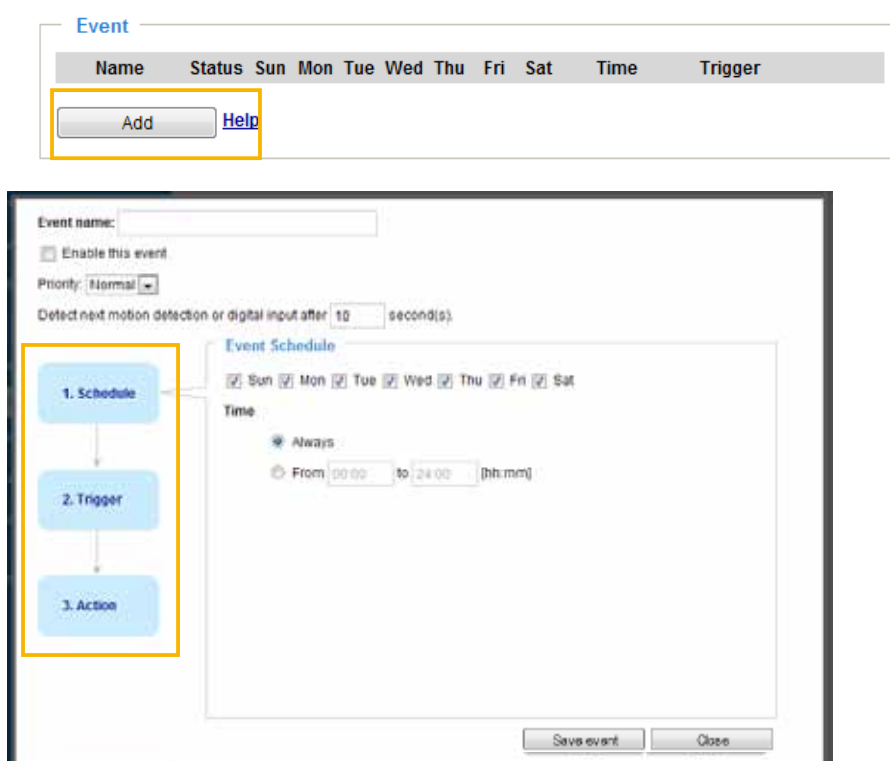 Event
Name Status Sun Mon Tue Wed Thu Fri Sat Time Trigger
Add Help
Event name:
Enable this event
Priority: Normal
Detect next motion detection or digital input after 10 second(s).
Event Schedule
1. Schedule
Sun Mon Tue Wed Thu Fri Sat
Time
Always
From 00:00 to 24:00 [hh:mm]
2. Trigger
3. Action
Save event Close